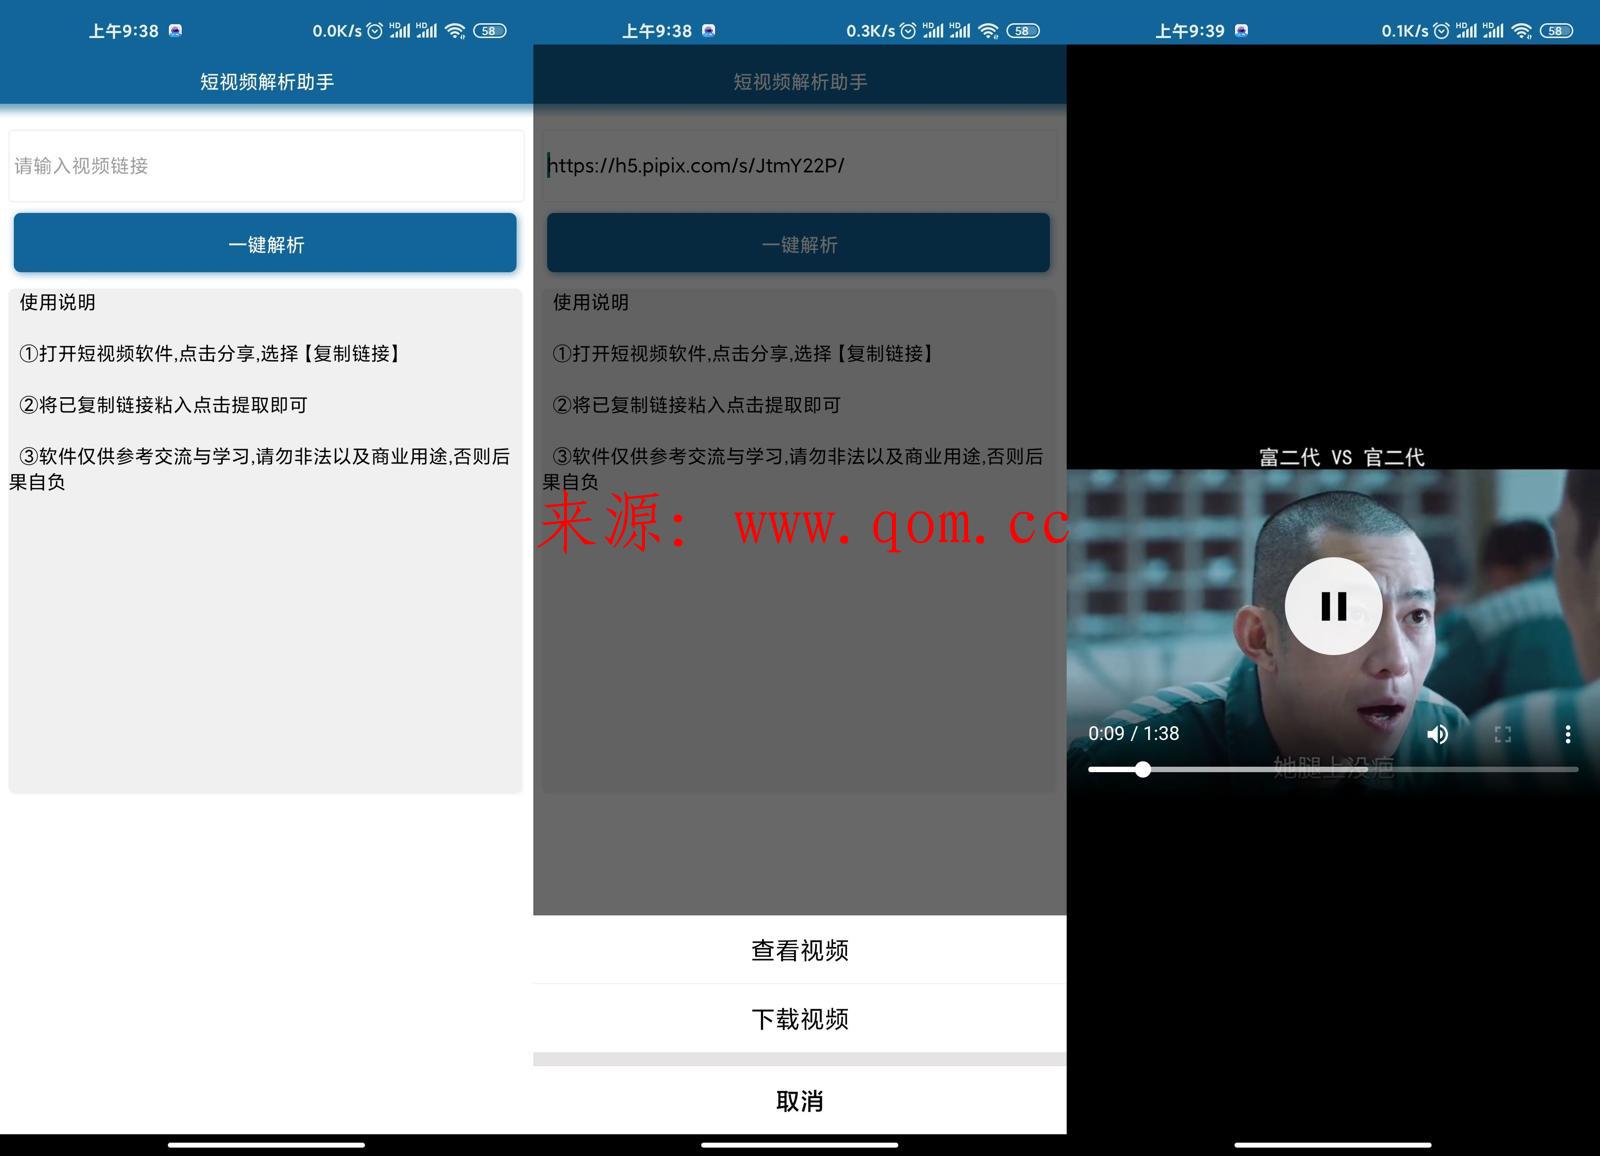 上午9:38
0.0K/s
HD
HD
58
短视频解析助手
请输入视频链接
一键解析
使用说明
①打开短视频软件,点击分享,选择【复制链接】
②将已复制链接粘入点击提取即可
③软件仅供参考交流与学习,请勿非法以及商业用途,否则后
果自负
上午9:38
0.3K/s
HD
HD
58
短视频解析助手
https://h5.pipix.com/s/JtmY22P/
一键解析
使用说明
①打开短视频软件,点击分享,选择【复制链接】
②将已复制链接粘入点击提取即可
③软件仅供参考交流与学习,请勿非法以及商业用途,否则后
果自负
来源: www.qom.cc
查看视频
下载视频
取消
上午9:39
0.1K/s
HD
HD
58
富二代 VS 官二代
0:09 / 1:38
她腿上没疤